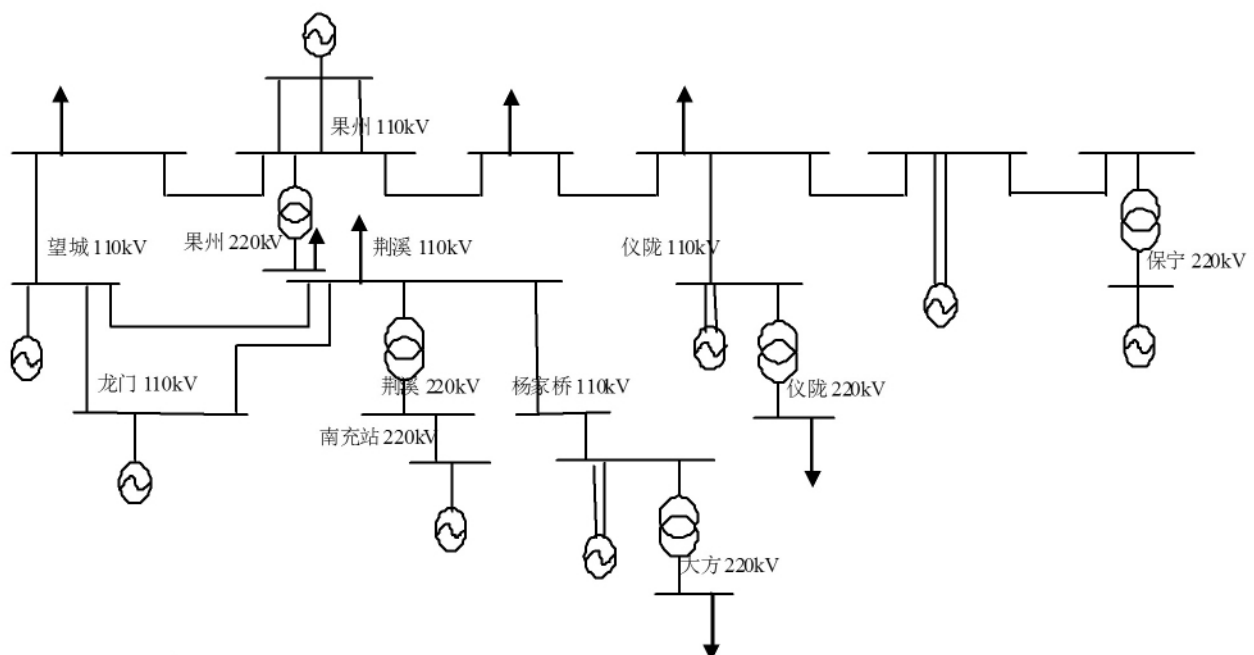 果州 110kV
望城 110kV
果州 220kV
荆溪 110kV
仪陇 110kV
保宁 220kV
龙门 110kV
荆溪 220kV
杨家桥 110kV
仪陇 220kV
南充站 220kV
大方 220kV